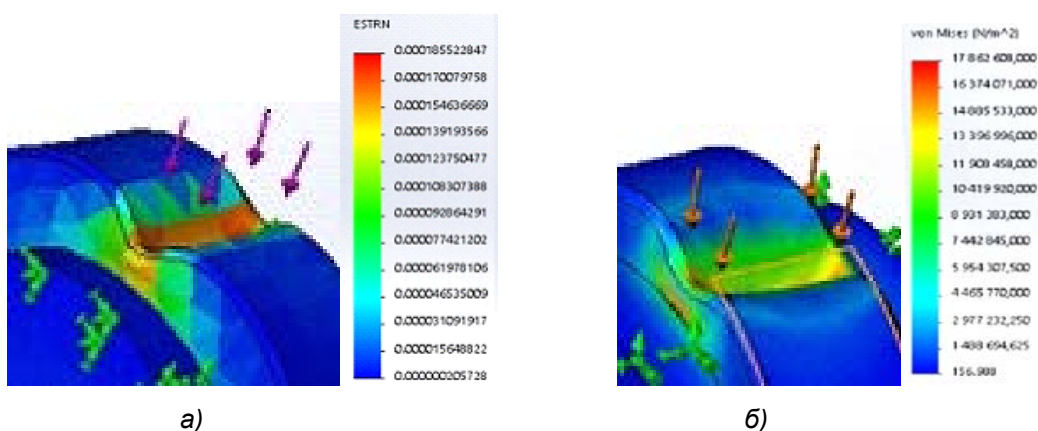 ESTRN
0.000185522847
0.000170079758
0.000154636669
0.000139193566
0.000123750477
0.000108307388
0.000092864291
0.000077421202
0.000061978106
0.000046535009
0.000031091917
0.000015648822
0.000000205728
von Mises (N/m^2)
17 862 608,000
16 374 071,000
14 885 533,000
13 396 996,000
11 908 458,000
10 419 920,000
8 931 383,000
7 442 845,000
5 954 307,500
4 465 770,000
2 977 232,250
1 488 694,625
156.988
а)
б)